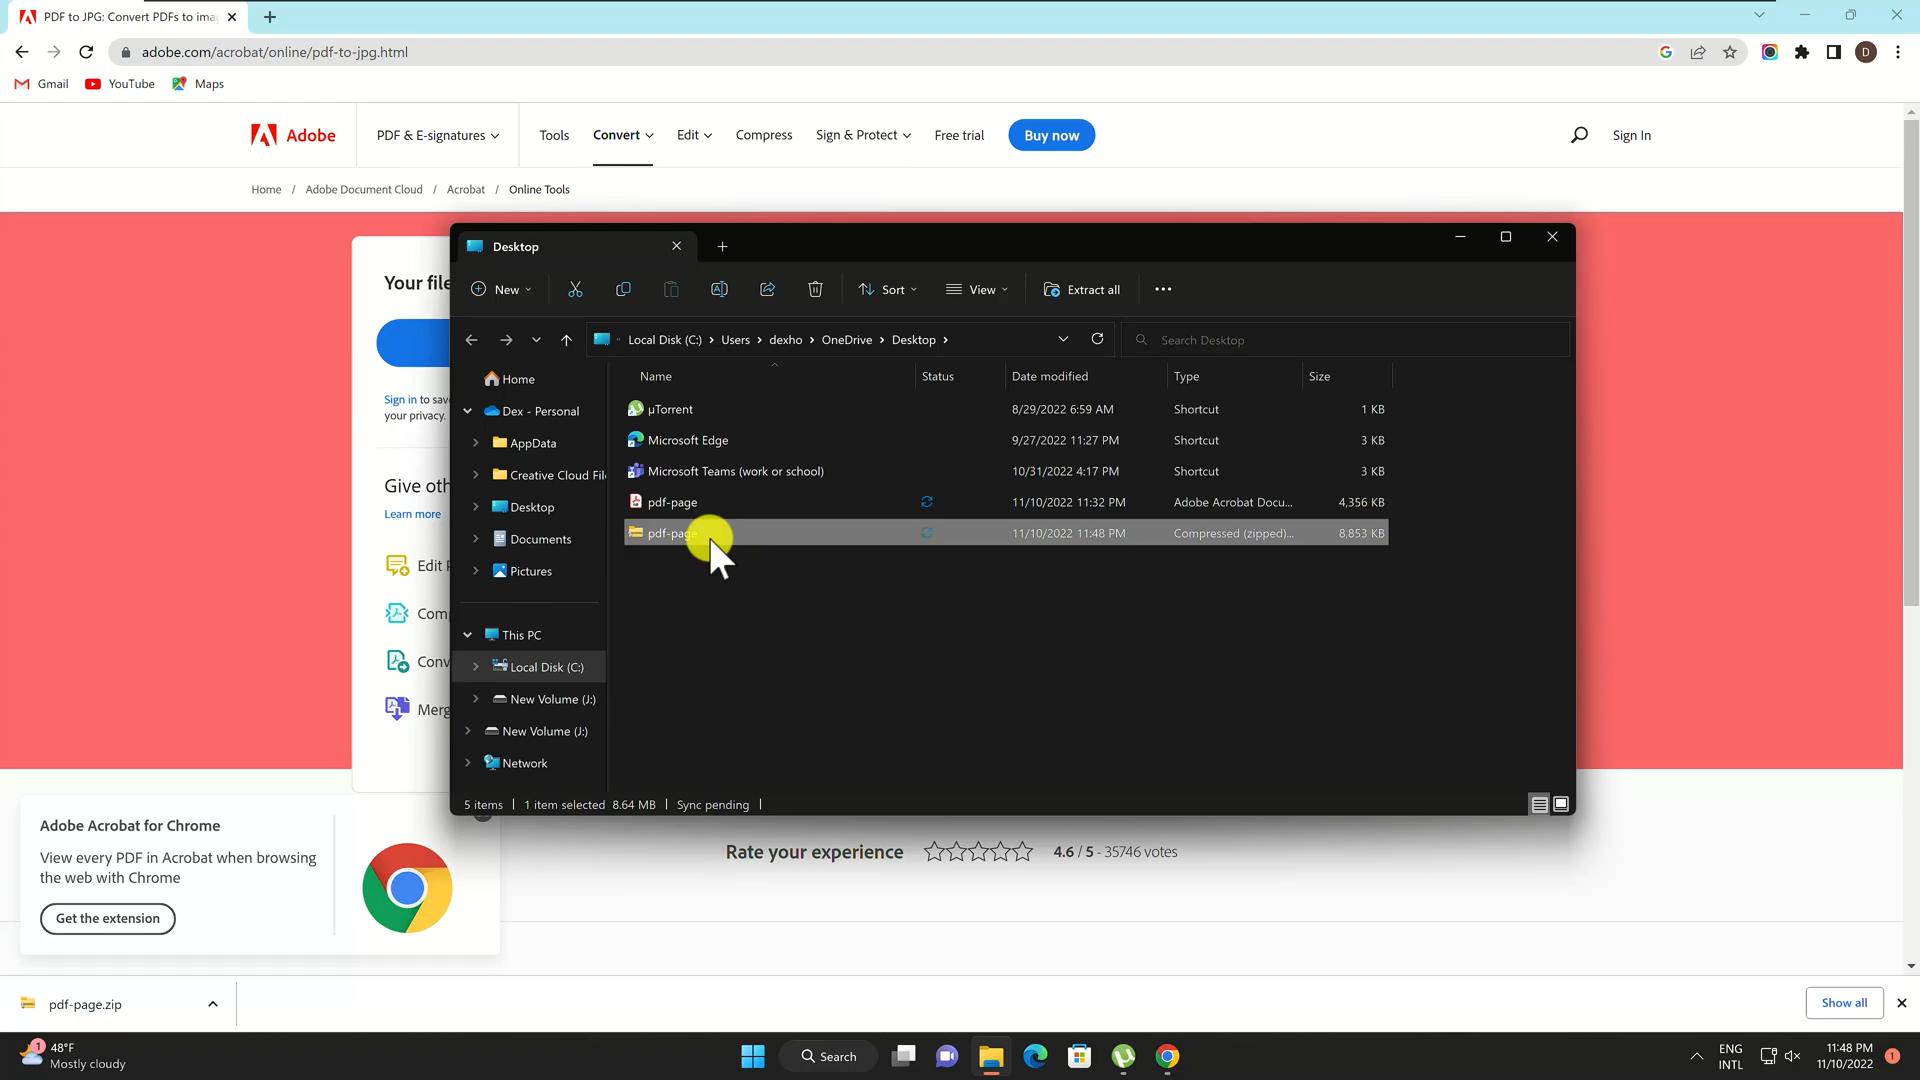 PDF to JPG: Convert PDFs to ima
adobe.com/acrobat/online/pdf-to-jpg.html
D
Gmail
YouTube
Maps
Adobe
PDF & E-signatures
Tools
Convert
Edit
Compress
Sign & Protect
Free trial
Buy now
Sign In
Home / Adobe Document Cloud / Acrobat / Online Tools
Your file
Sign in to sav
your privacy.
Give oth
Learn more
Edit
Com
Conv
Merg
Desktop
New
Sort
View
Extract all
Local Disk (C:) > Users > dexho > OneDrive > Desktop >
Search Desktop
Home
Dex - Personal
AppData
Creative Cloud File
Desktop
Documents
Pictures
This PC
Local Disk (C:)
New Volume (J:)
New Volume (J:)
Network
Name Status Date modified Type Size
µTorrent 8/29/2022 6:59 AM Shortcut 1 KB
Microsoft Edge 9/27/2022 11:27 PM Shortcut 3 KB
Microsoft Teams (work or school) 10/31/2022 4:17 PM Shortcut 3 KB
pdf-page 11/10/2022 11:32 PM Adobe Acrobat Docu... 4,356 KB
pdf-page 11/10/2022 11:48 PM Compressed (zipped)... 8,853 KB
5 items | 1 item selected 8.64 MB | Sync pending |
Adobe Acrobat for Chrome
View every PDF in Acrobat when browsing
the web with Chrome
Get the extension
Rate your experience
4.6 / 5 - 35746 votes
pdf-page.zip
Show all
1
48°F
Mostly cloudy
Search
ENG
INTL
11:48 PM
11/10/2022
1